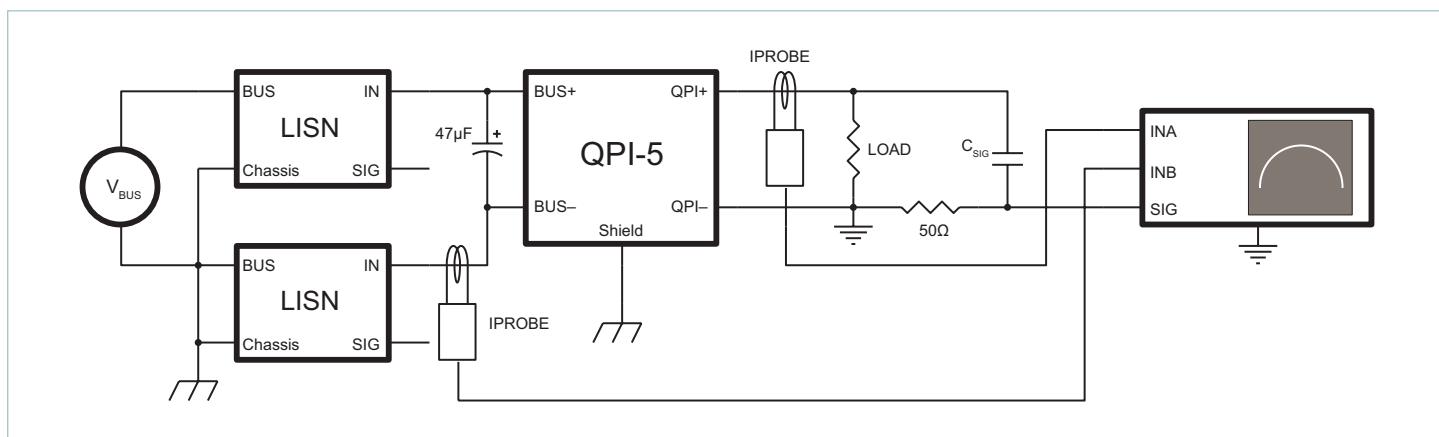 IPROBE
BUS
IN
LISN
Chassis
SIG
V_BUS
47µF
+
BUS+
QPI+
QPI-5
BUS–
QPI–
Shield
LOAD
C_SIG
50Ω
INA
INB
SIG
BUS
IN
LISN
Chassis
SIG
IPROBE